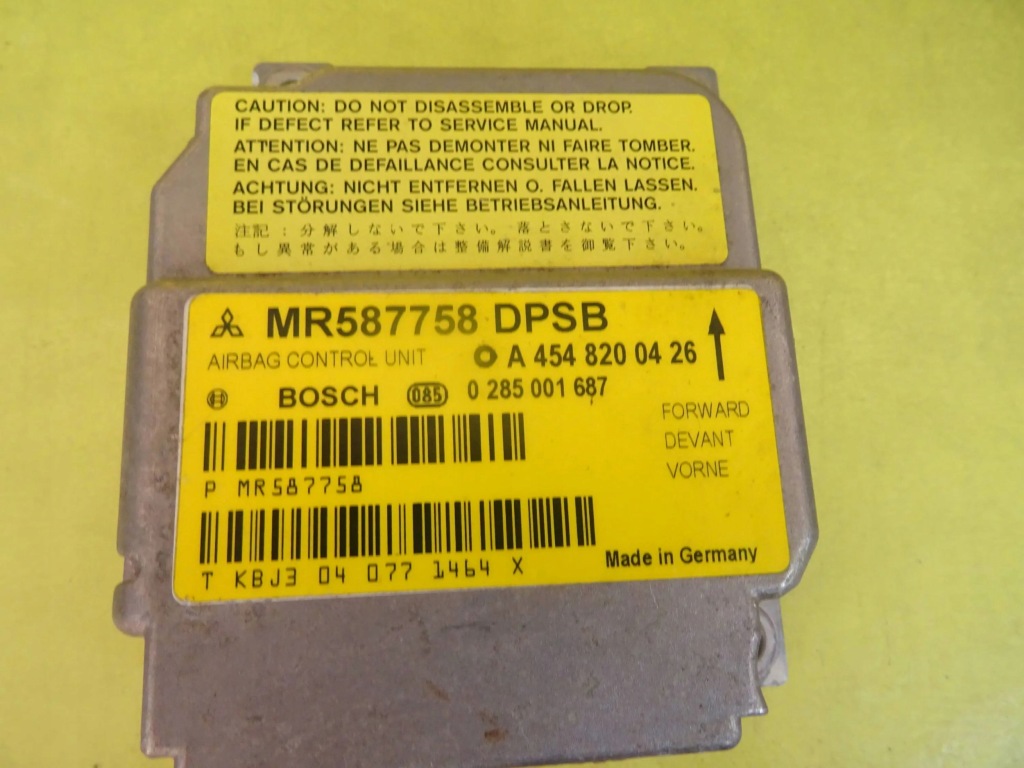 CAUTION: DO NOT DISASSEMBLE OR DROP.
IF DEFECT REFER TO SERVICE MANUAL.
ATTENTION: NE PAS DEMONTER NI FAIRE TOMBER.
EN CAS DE DEFAILLANCE CONSULTER LA NOTICE.
ACHTUNG: NICHT ENTFERNEN O. FALLEN LASSEN.
BEI STÖRUNGEN SIEHE BETRIEBSANLEITUNG.
注記：分解しないで下さい。落とさないで下さい。
もし異常がある場合は整備解説書を御覧下さい。
MR587758 DPSB
AIRBAG CONTROL UNIT A 454 820 04 26
BOSCH 085 0 285 001 687
FORWARD
DEVANT
VORNE
P MR587758
T KBJ3 04 077 1464 X
Made in Germany